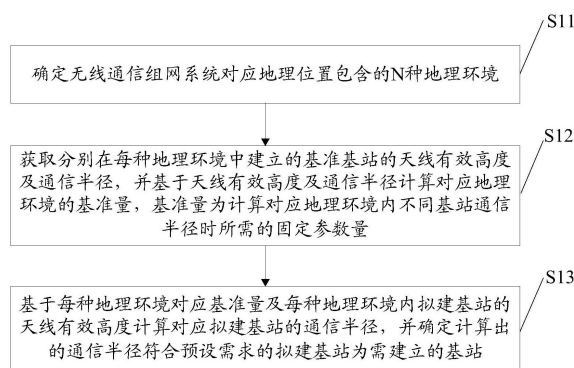 S11
确定无线通信组网系统对应地理位置包含的N种地理环境
S12
获取分别在每种地理环境中建立的基准基站的天线有效高度
及通信半径，并基于天线有效高度及通信半径计算对应地理
环境的基准量，基准量为计算对应地理环境内不同基站通信
半径时所需的固定参数量
S13
基于每种地理环境对应基准量及每种地理环境内拟建基站的
天线有效高度计算对应拟建基站的通信半径，并确定计算出
的通信半径符合预设需求的拟建基站为需建立的基站